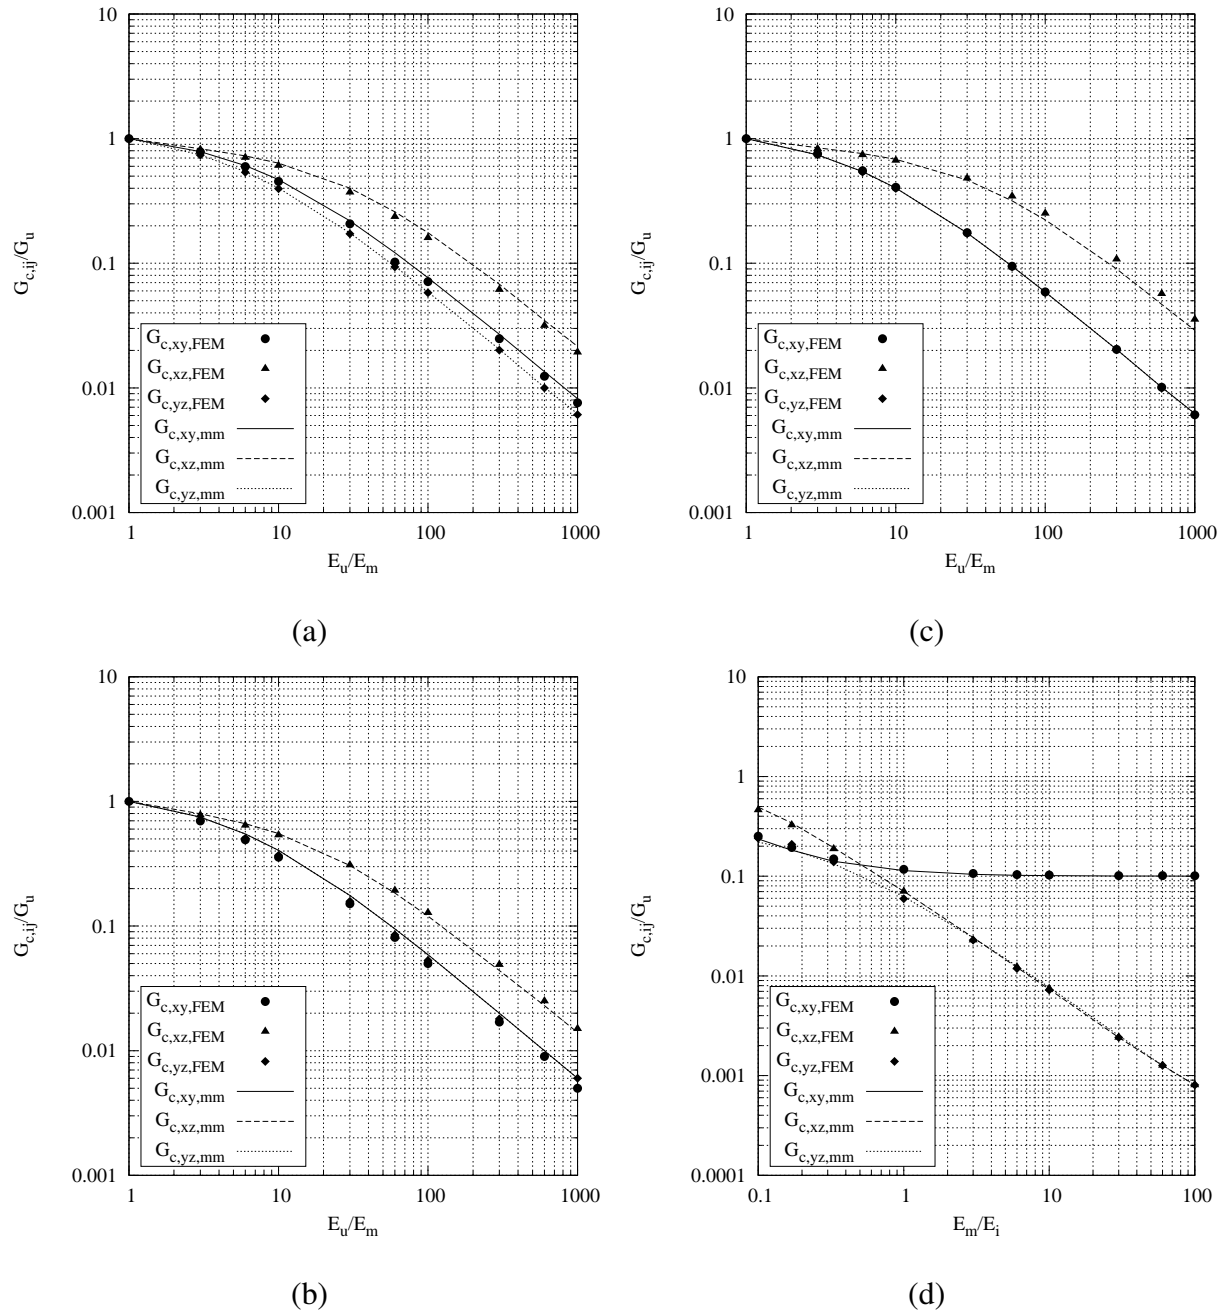 10
1
0.1
0.01
0.001
G_c,ij/G_u
G_c,xy,FEM
G_c,xz,FEM
G_c,yz,FEM
G_c,xy,mm
G_c,xz,mm
G_c,yz,mm
1 10 100 1000
E_u/E_m
(a)
10
1
0.1
0.01
0.001
G_c,ij/G_u
G_c,xy,FEM
G_c,xz,FEM
G_c,yz,FEM
G_c,xy,mm
G_c,xz,mm
G_c,yz,mm
1 10 100 1000
E_u/E_m
(c)
10
1
0.1
0.01
0.001
G_c,ij/G_u
G_c,xy,FEM
G_c,xz,FEM
G_c,yz,FEM
G_c,xy,mm
G_c,xz,mm
G_c,yz,mm
1 10 100 1000
E_u/E_m
(b)
10
1
0.1
0.01
0.001
0.0001
G_c,ij/G_u
G_c,xy,FEM
G_c,xz,FEM
G_c,yz,FEM
G_c,xy,mm
G_c,xz,mm
G_c,yz,mm
0.1 1 10 100
E_m/E_i
(d)